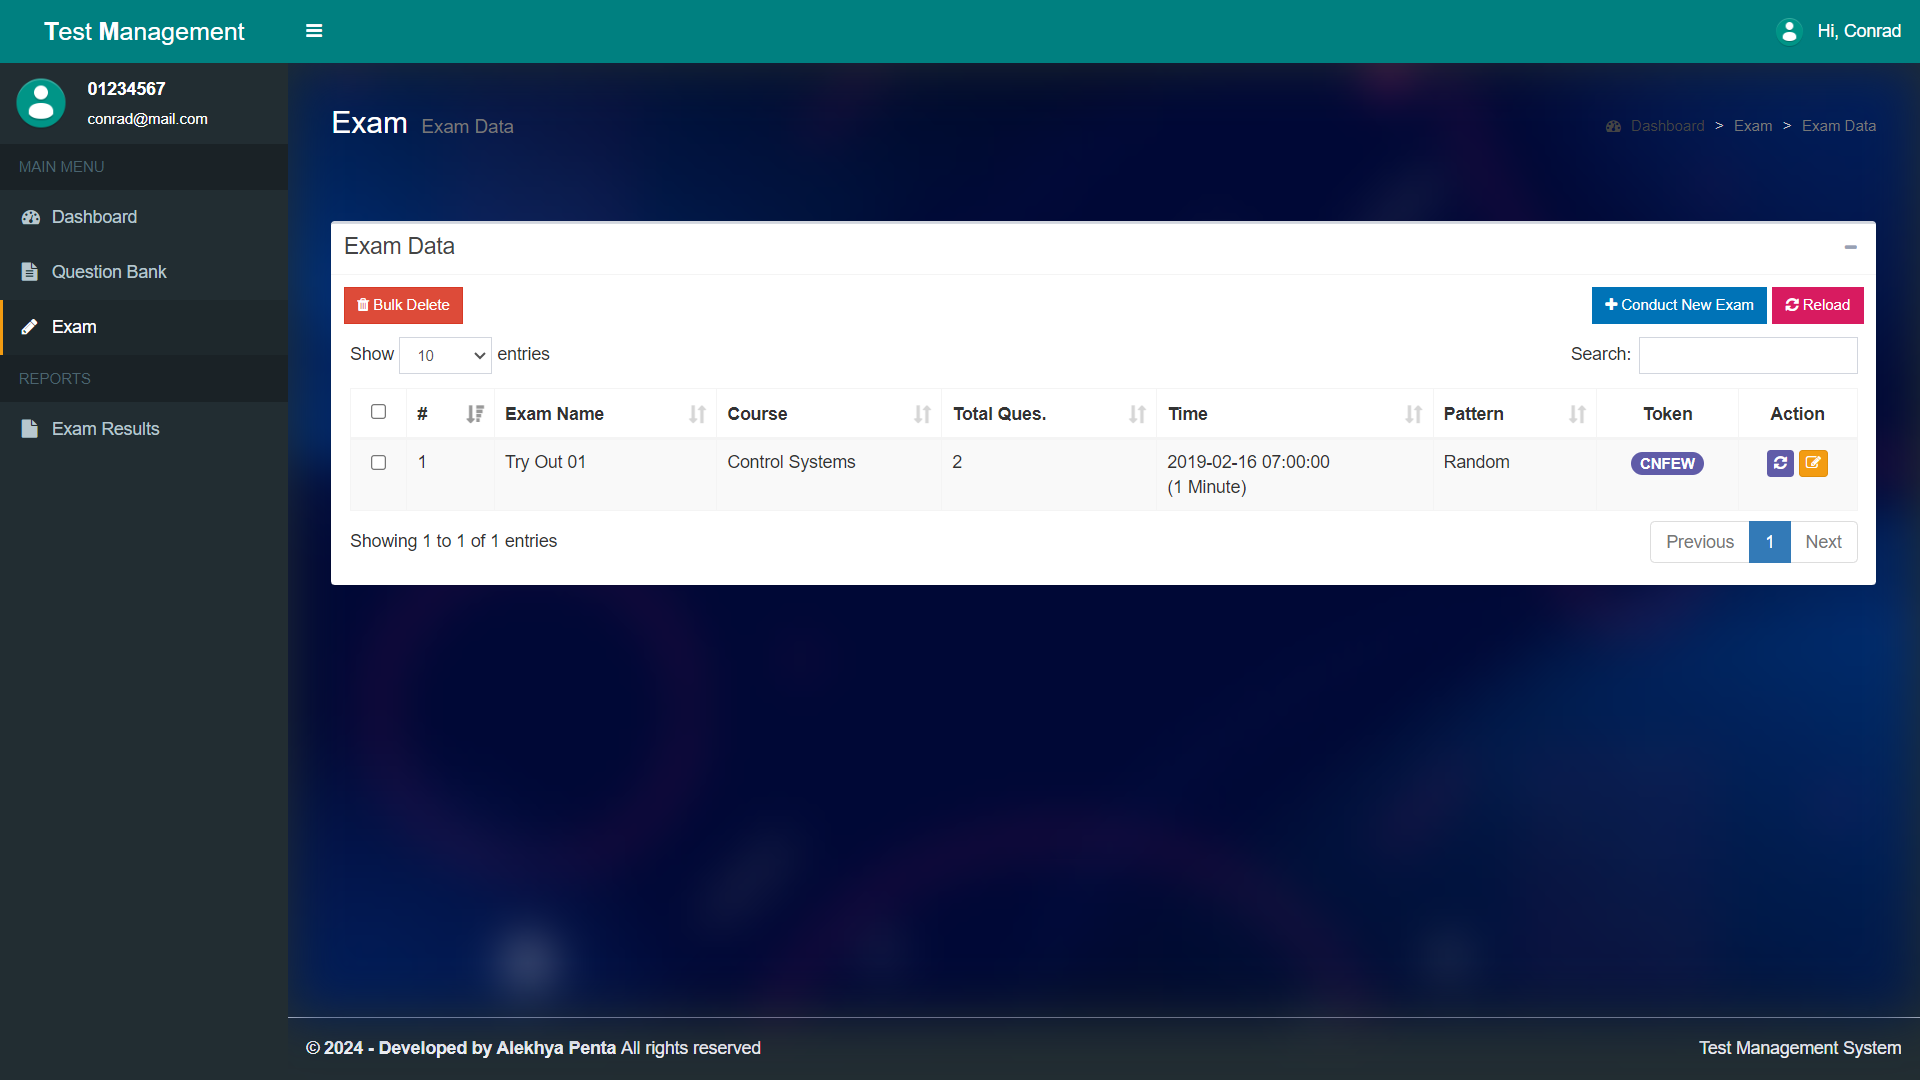 Test Management
Hi, Conrad
01234567
conrad@mail.com
MAIN MENU
Dashboard
Question Bank
Exam
REPORTS
Exam Results
Exam Exam Data
Dashboard > Exam > Exam Data
Exam Data
Bulk Delete
Conduct New Exam Reload
Show 10 entries
Search:
# Exam Name Course Total Ques. Time Pattern Token Action
1 Try Out 01 Control Systems 2 2019-02-16 07:00:00 Random CNFEW
(1 Minute)
Showing 1 to 1 of 1 entries
Previous 1 Next
© 2024 - Developed by Alekhya Penta All rights reserved
Test Management System